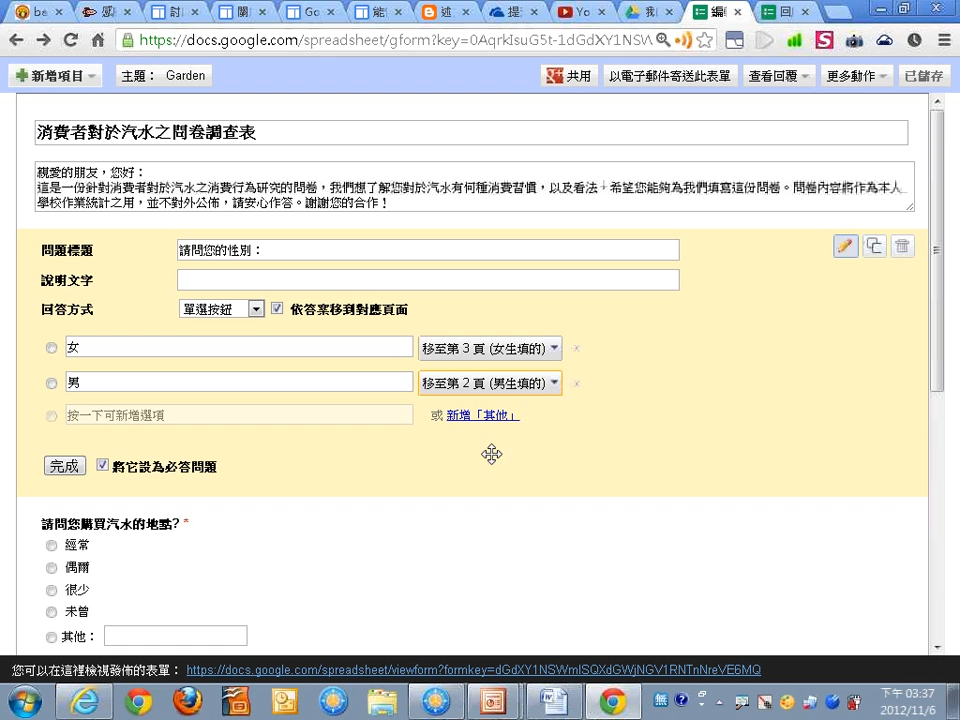 ba
感
討
關
Go
能
述
提
Yo
我
編
回
https://docs.google.com/spreadsheet/gform?key=0AqrkIsuG5t-1dGdXY1NSV
新增項目
主題： Garden
共用
以電子郵件寄送此表單
查看回覆
更多動作
已儲存
消費者對於汽水之問卷調查表
親愛的朋友，您好：
這是一份針對消費者對於汽水之消費行為研究的問卷，我們想了解您對於汽水有何種消費習慣，以及看法，希望您能夠為我們填寫這份問卷。問卷內容將作為本人
學校作業統計之用，並不對外公佈，請安心作答。謝謝您的合作！
問題標題
請問您的性別：
說明文字
回答方式
單選按鈕
依答案移到對應頁面
女
移至第 3 頁 (女生填的)
男
移至第 2 頁 (男生填的)
按一下可新增選項
或 新增「其他」
完成
將它設為必答問題
請問您購買汽水的地點? *
經常
偶爾
很少
未曾
其他：
您可以在這裡檢視發佈的表單：
https://docs.google.com/spreadsheet/viewform?formkey=dGdXY1NSWmlSQXdGWjNGV1RNTnNreVE6MQ
下午 03:37
2012/11/6